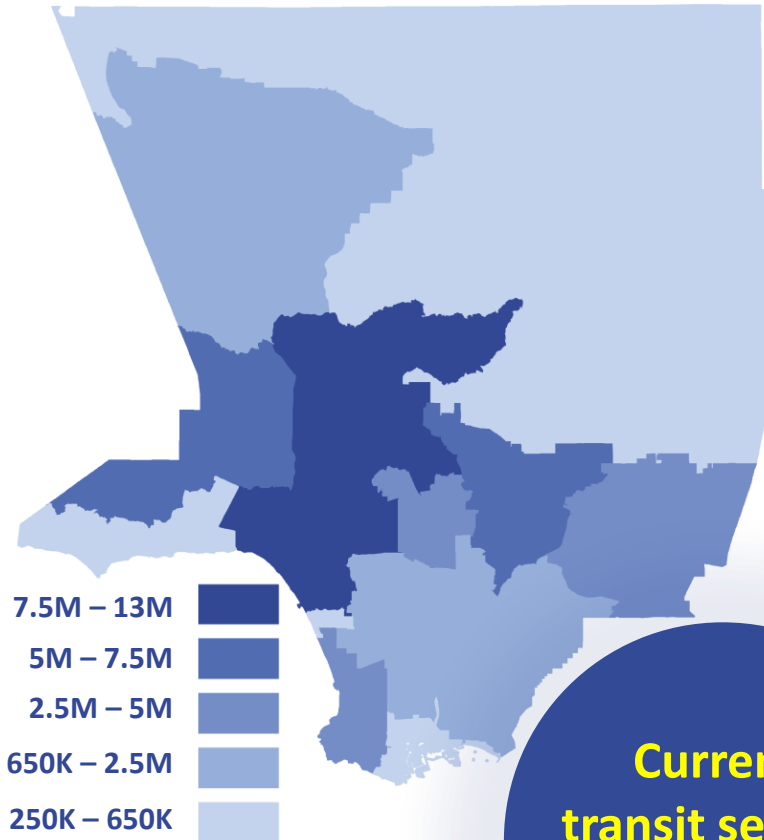 7.5M – 13M
5M – 7.5M
2.5M – 5M
650K – 2.5M
250K – 650K
Curren
transit se